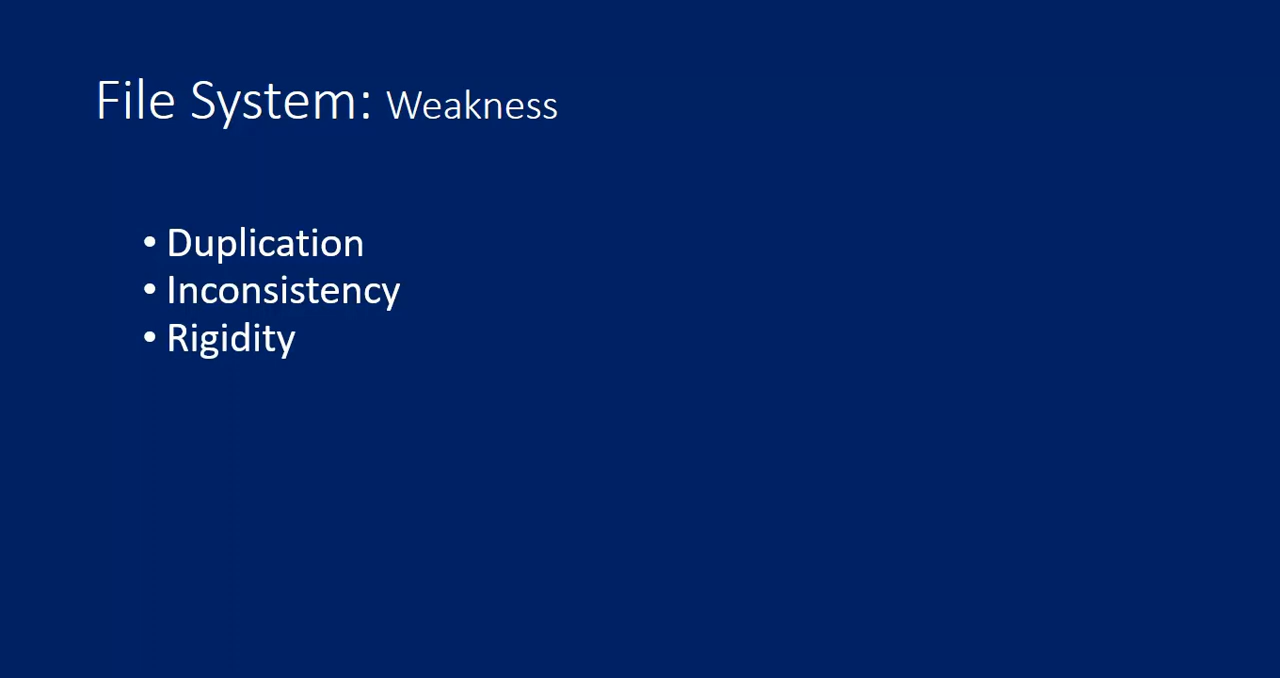 File System: Weakness
• Duplication
• Inconsistency
• Rigidity